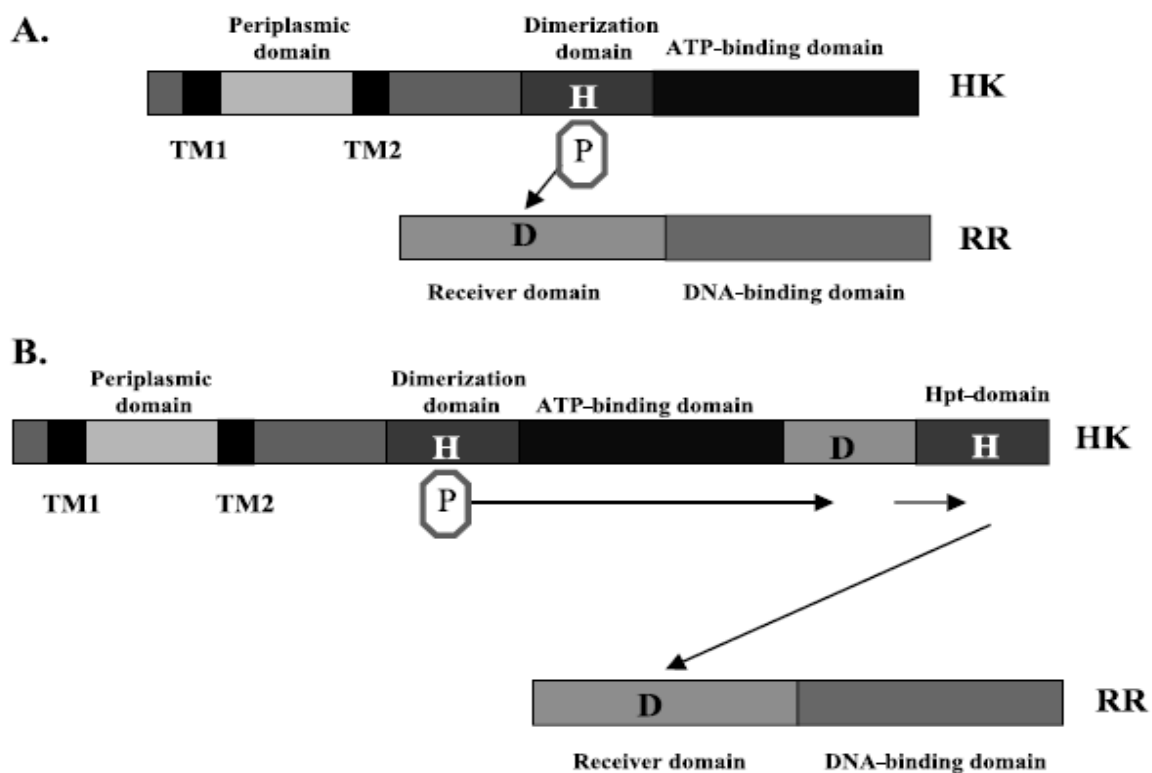 A.
Periplasmic
domain
Dimerization
domain
ATP-binding domain
H
HK
TM1
TM2
P
D
RR
Receiver domain
DNA-binding domain
B.
Periplasmic
domain
Dimerization
domain
ATP-binding domain
Hpt-domain
H
D
H
HK
TM1
TM2
P
D
RR
Receiver domain
DNA-binding domain